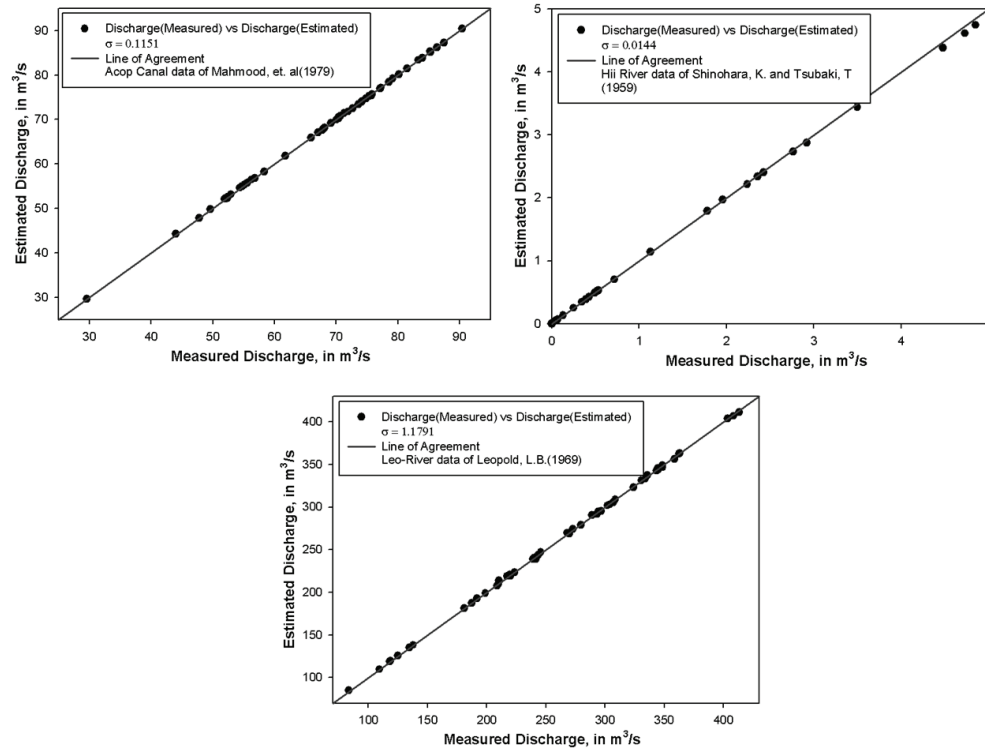 Discharge(Measured) vs Discharge(Estimated)
σ = 0.1151
Line of Agreement
Acop Canal data of Mahmood, et. al(1979)
90
80
70
60
50
40
30
Estimated Discharge, in m³/s
30 40 50 60 70 80 90
Measured Discharge, in m³/s
Discharge(Measured) vs Discharge(Estimated)
σ = 0.0144
Line of Agreement
Hii River data of Shinohara, K. and Tsubaki, T
(1959)
5
4
3
2
1
0
Estimated Discharge, in m³/s
0 1 2 3 4
Measured Discharge, in m³/s
Discharge(Measured) vs Discharge(Estimated)
σ = 1.1791
Line of Agreement
Leo-River data of Leopold, L.B.(1969)
400
350
300
250
200
150
100
Estimated Discharge, in m³/s
100 150 200 250 300 350 400
Measured Discharge, in m³/s